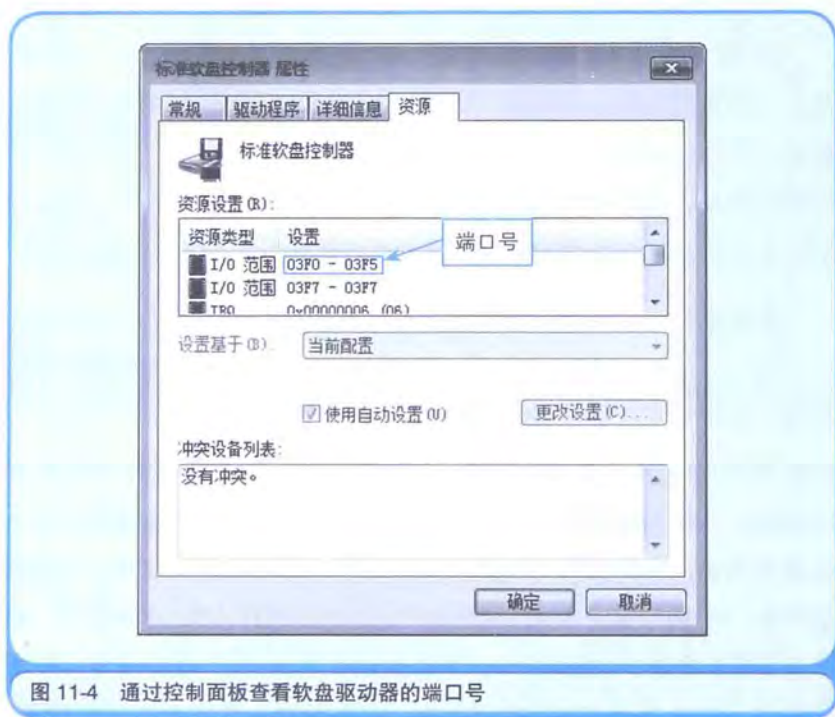 标准软盘控制器 属性
常规 驱动程序 详细信息 资源
标准软盘控制器
资源设置(R):
资源类型 设置
端口号
I/O 范围 03F0 - 03F5
I/O 范围 03F7 - 03F7
IRQ 0x00000006 (06)
设置基于(B): 当前配置
使用自动设置(U) 更改设置(C)...
冲突设备列表:
没有冲突。
确定 取消
图 11-4 通过控制面板查看软盘驱动器的端口号